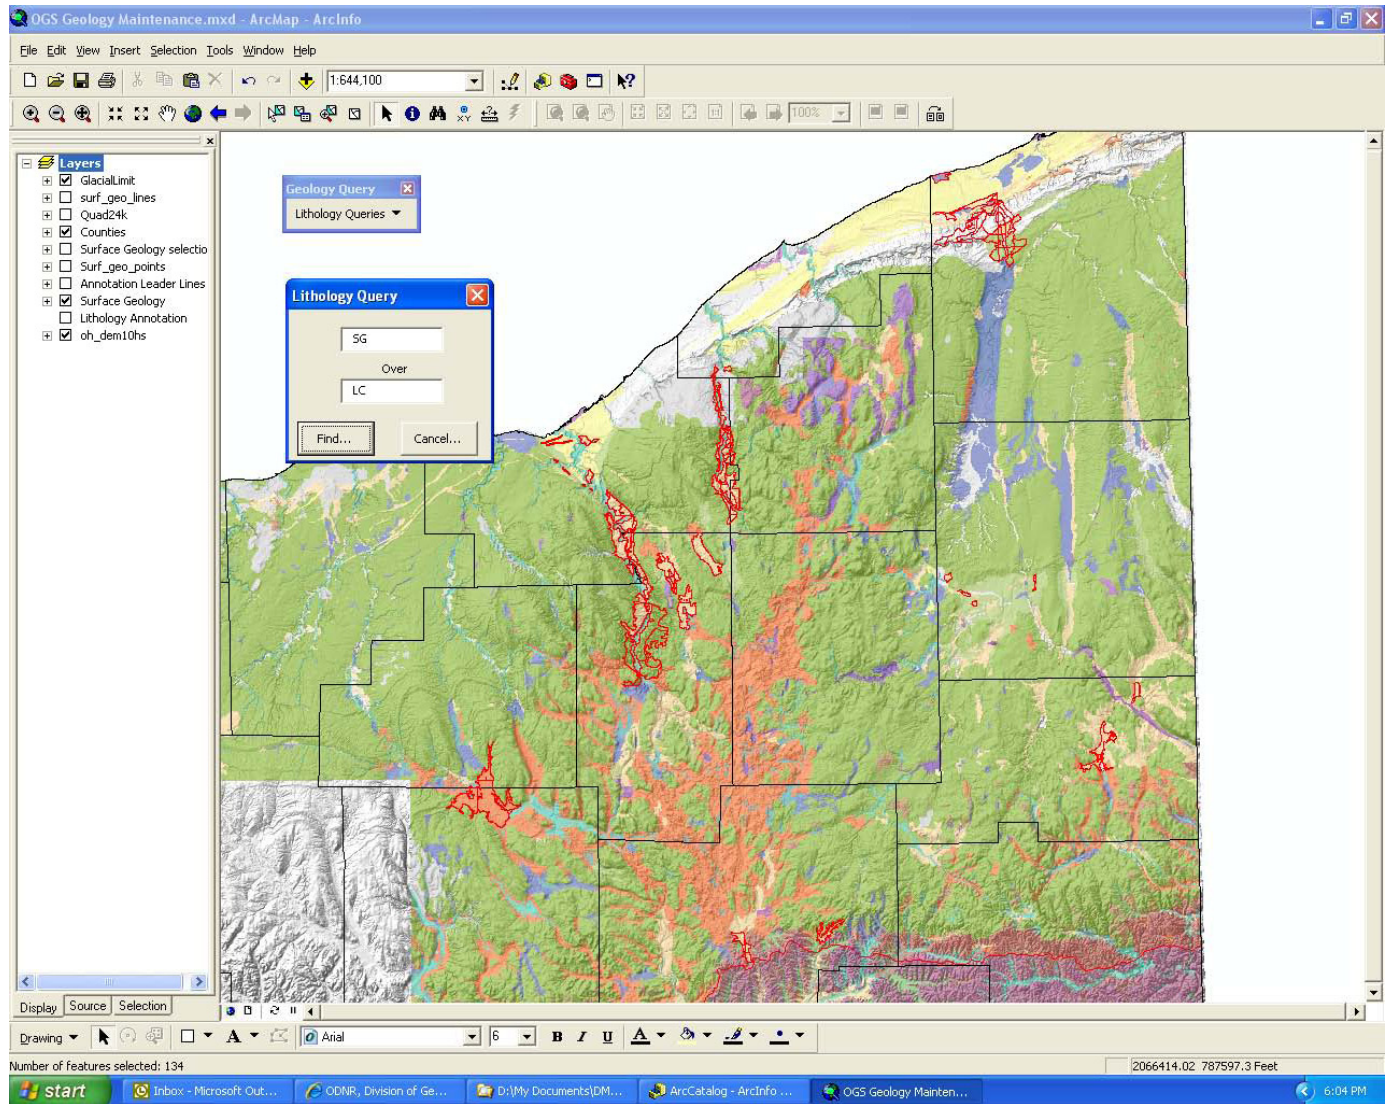 OGS Geology Maintenance.mxd - ArcMap - ArcInfo
File Edit View Insert Selection Tools Window Help
1:644,100
100%
Layers
GlacialLimit
surf_geo_lines
Quad24k
Counties
Surface Geology selectio
Surf_geo_points
Annotation Leader Lines
Surface Geology
Lithology Annotation
oh_dem10hs
Geology Query
Lithology Queries
Lithology Query
SG
Over
LC
Find...
Cancel...
Display Source Selection
Drawing
Arial
6
B I U A
Number of features selected: 134
2066414.02 787597.3 Feet
start
Inbox - Microsoft Out...
ODNR, Division of Ge...
D:\My Documents\DM...
ArcCatalog - ArcInfo ...
OGS Geology Mainten...
6:04 PM